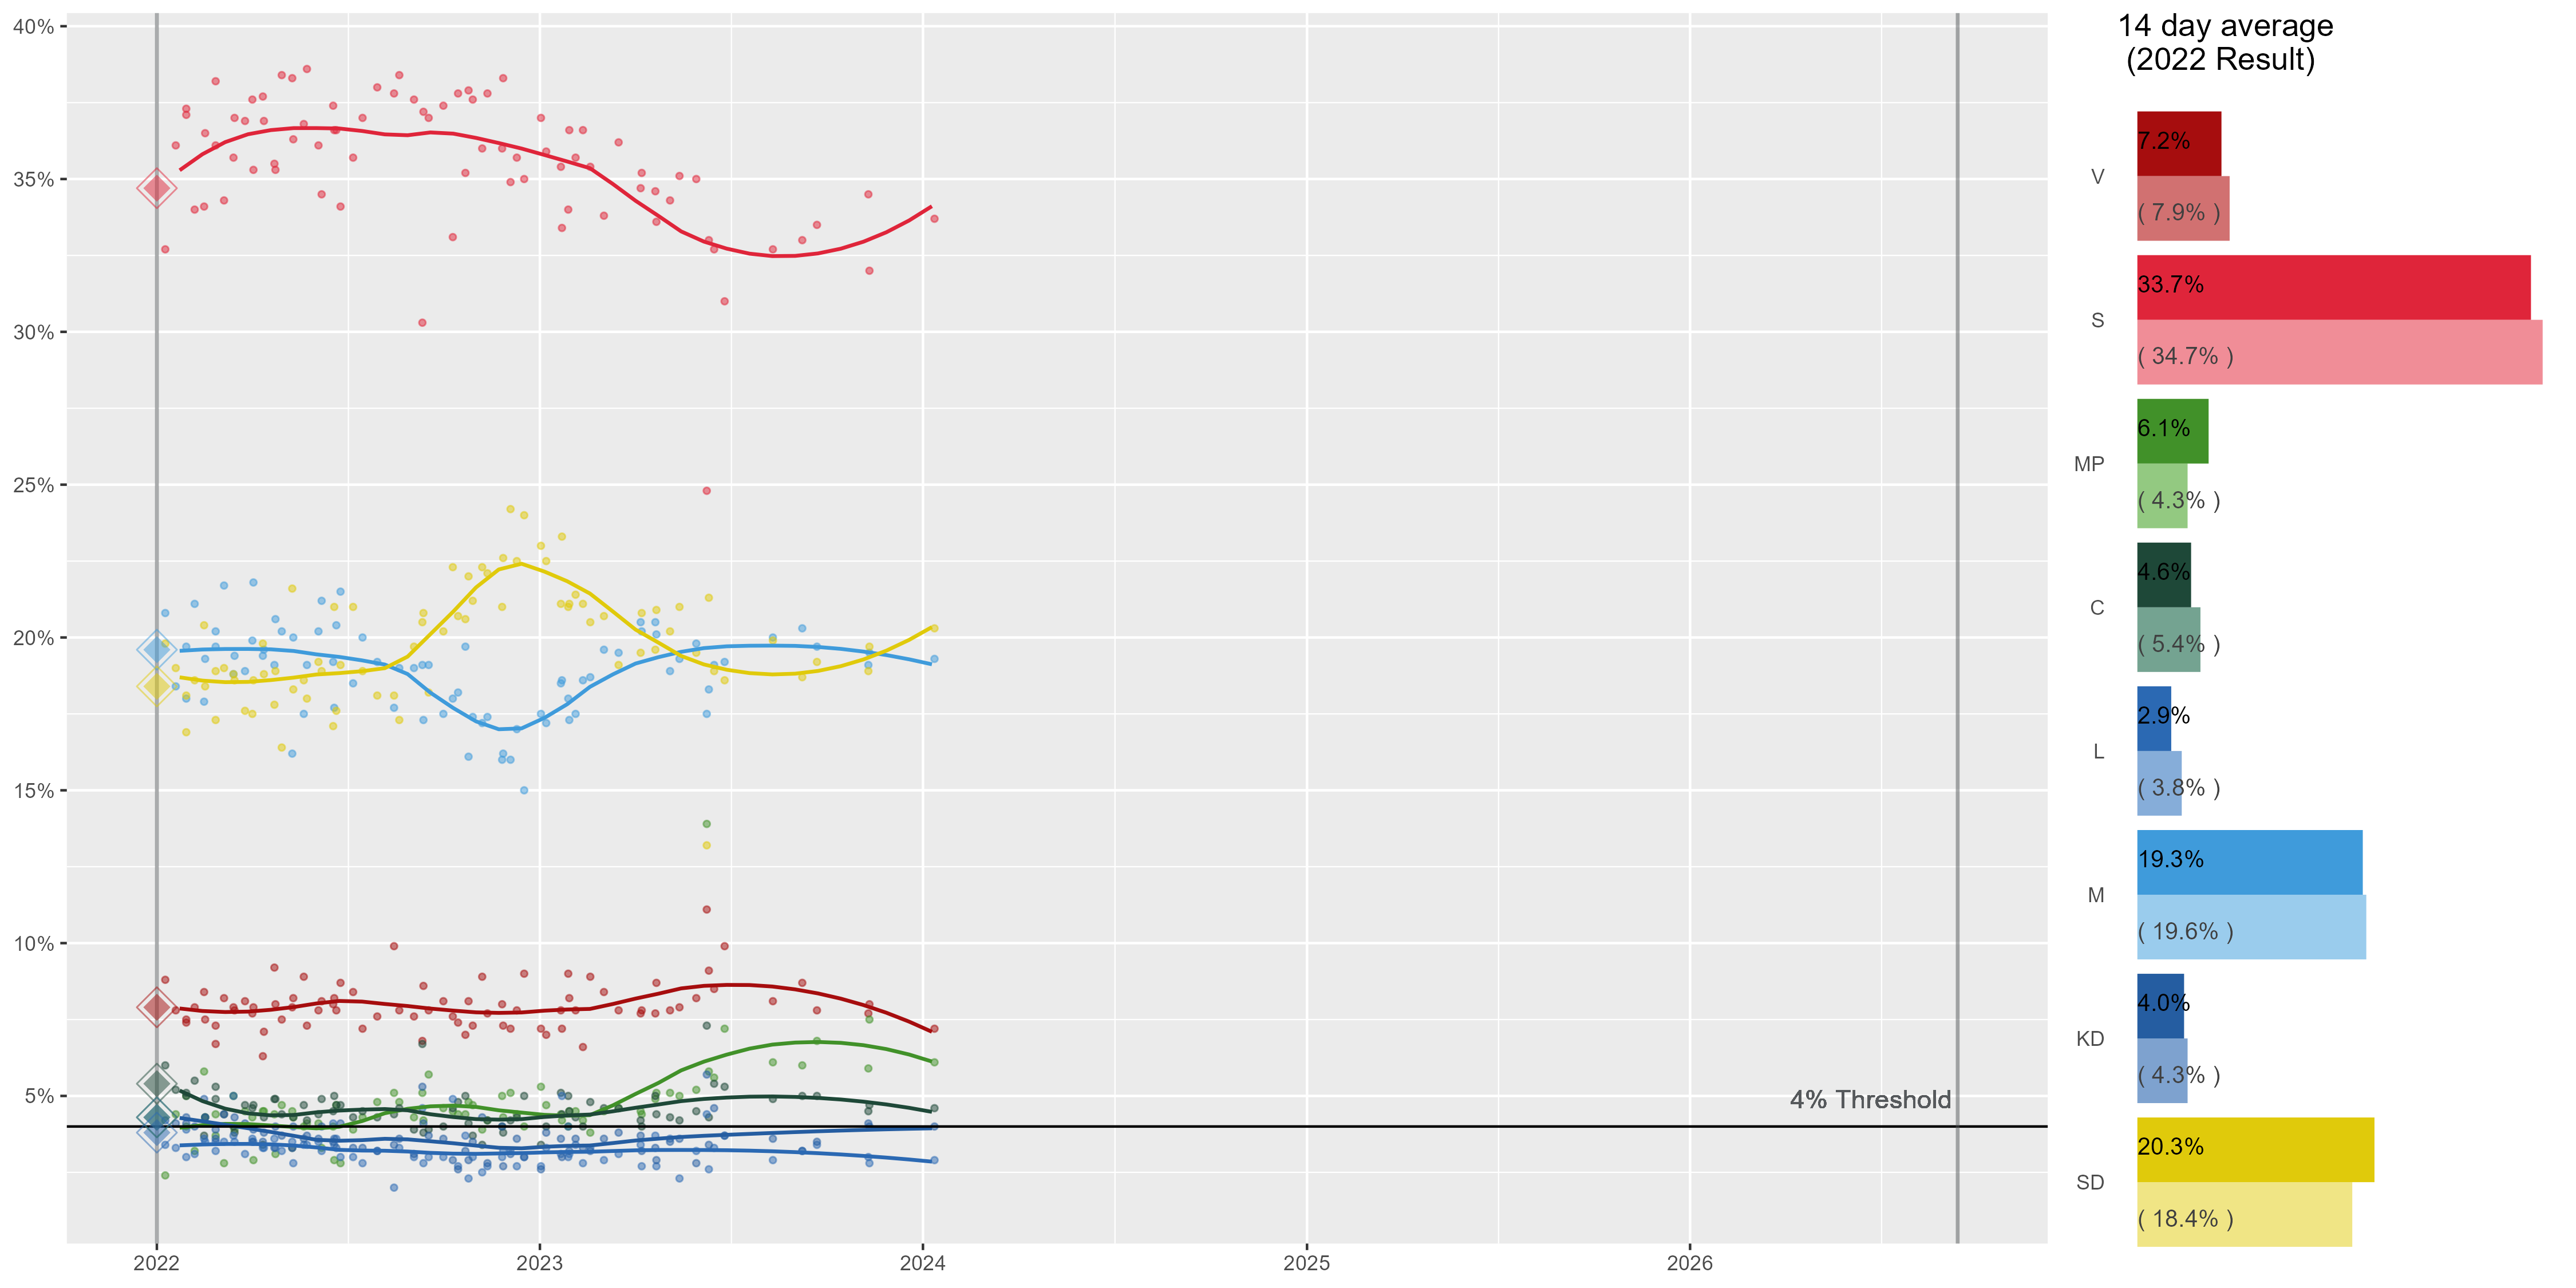 40%
35%
30%
25%
20%
15%
10%
5%
4% Threshold
2022
2023
2024
2025
2026
14 day average
(2022 Result)
V
7.2%
( 7.9% )
S
33.7%
( 34.7% )
MP
6.1%
( 4.3% )
C
4.6%
( 5.4% )
L
2.9%
( 3.8% )
M
19.3%
( 19.6% )
KD
4.0%
( 4.3% )
SD
20.3%
( 18.4% )